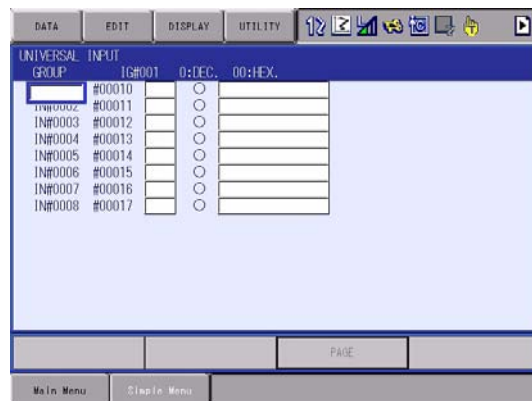 DATA EDIT DISPLAY UTILITY
UNIVERSAL INPUT
GROUP IG#001 0:DEC. 00:HEX.
#00010
IN#0002 #00011
IN#0003 #00012
IN#0004 #00013
IN#0005 #00014
IN#0006 #00015
IN#0007 #00016
IN#0008 #00017
PAGE
Main Menu Simple Menu